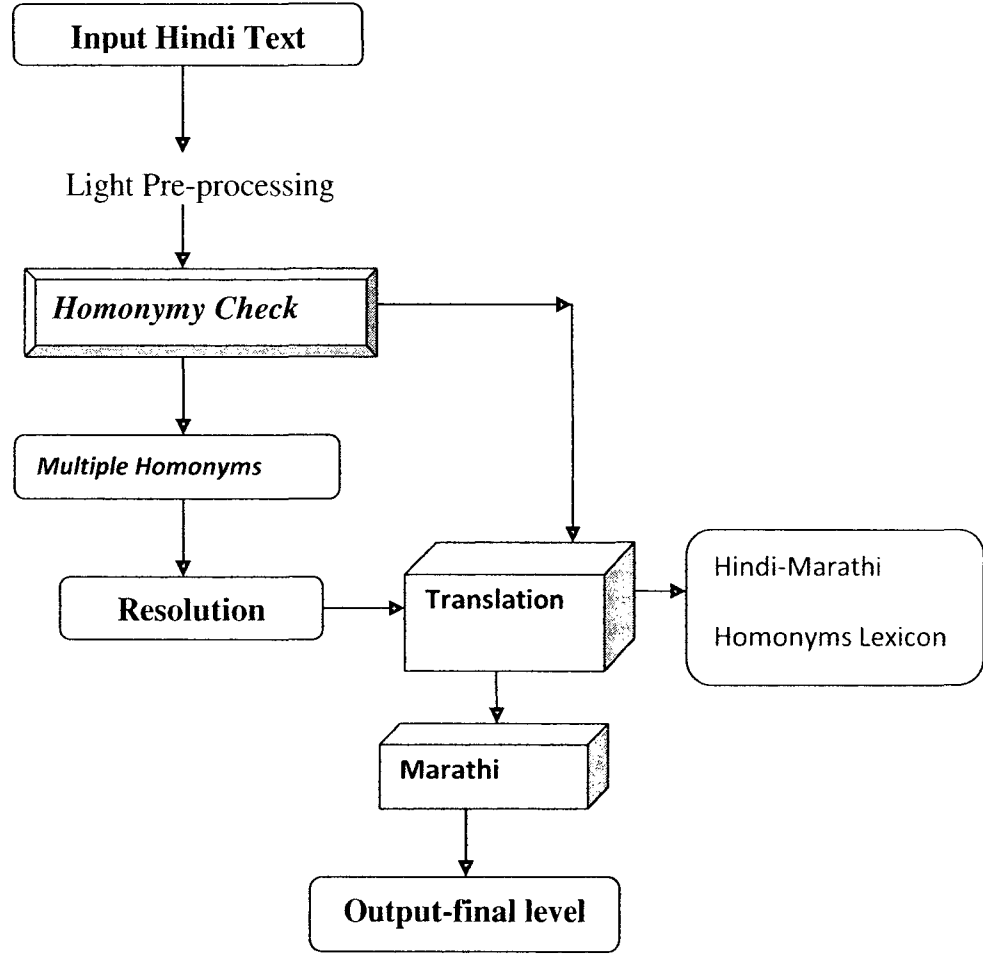 Input Hindi Text
Light Pre-processing
Homonymy Check
Multiple Homonyms
Resolution
Translation
Hindi-Marathi
Homonyms Lexicon
Marathi
Output-final level